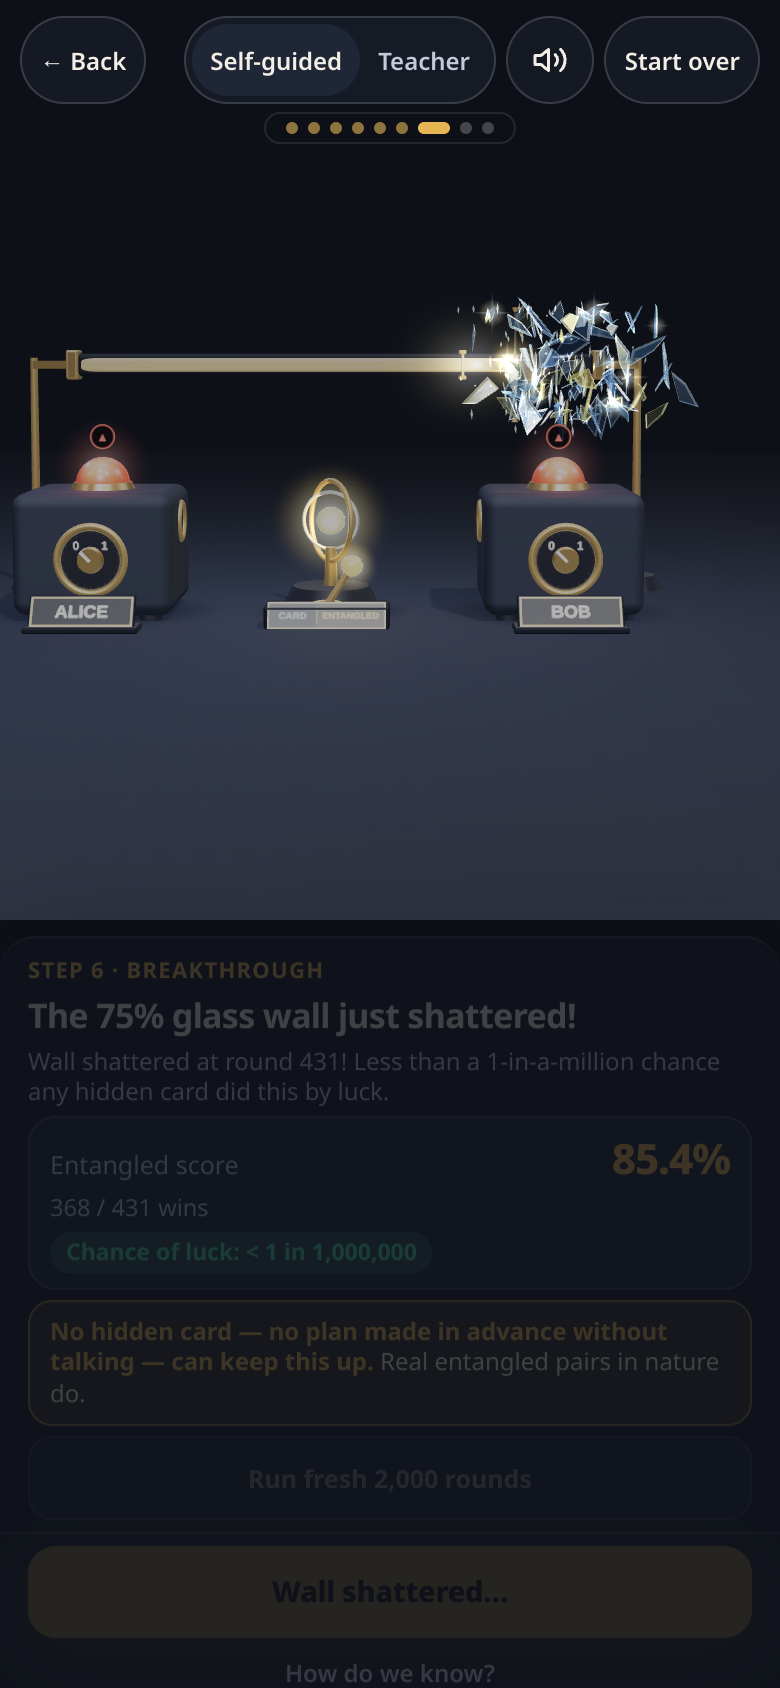 ← Back
Self-guided
Teacher
Start over
0 1
ALICE
CARD ENTANGLED
0 1
BOB
STEP 6 · BREAKTHROUGH
The 75% glass wall just shattered!
Wall shattered at round 431! Less than a 1-in-a-million chance
any hidden card did this by luck.
Entangled score
85.4%
368 / 431 wins
Chance of luck: < 1 in 1,000,000
No hidden card — no plan made in advance without
talking — can keep this up. Real entangled pairs in nature
do.
Run fresh 2,000 rounds
Wall shattered...
How do we know?